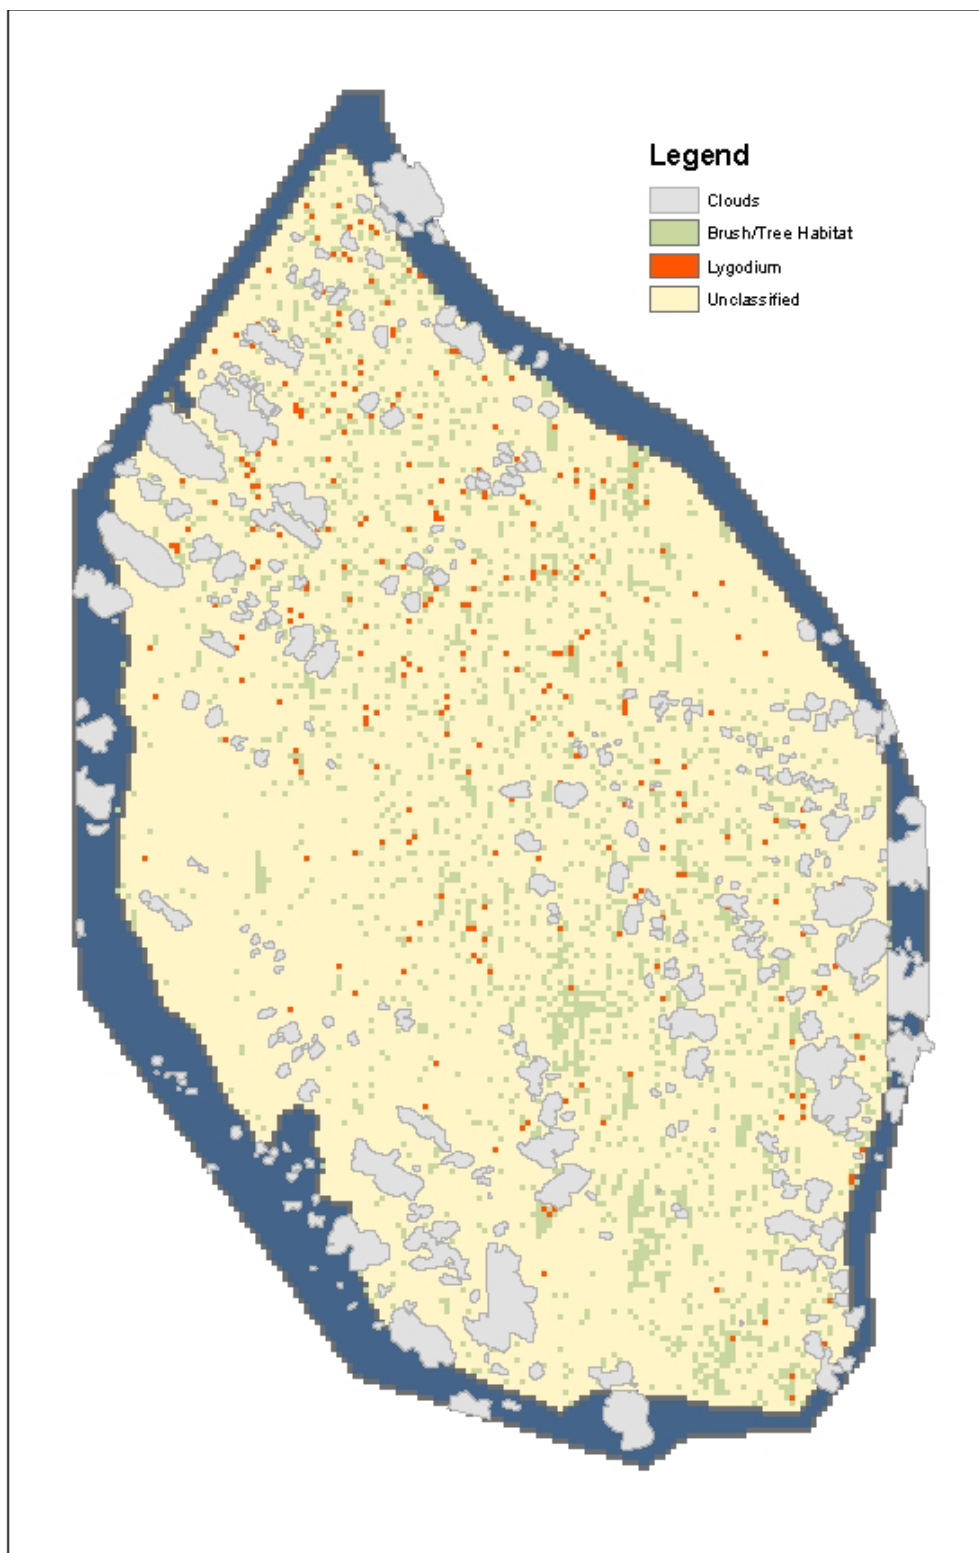 Legend
Clouds
Brush/Tree Habitat
Lygodium
Unclassified